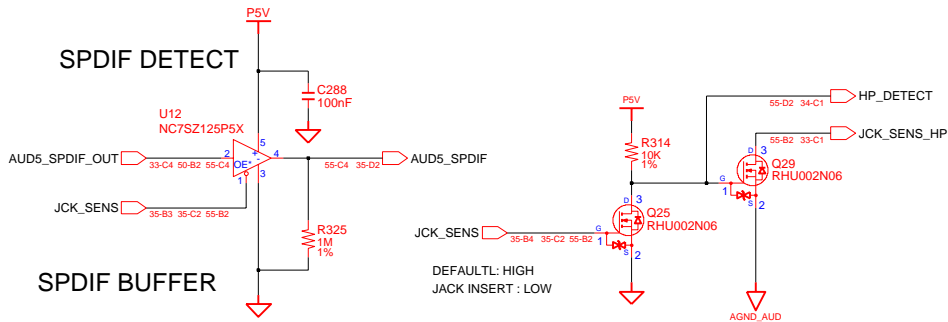 P5V
SPDIF DETECT
C288
100nF
U12
NC7SZ125P5X
5
+
-
AUD5_SPDIF_OUT
33-C4 50-B2 55-C4
2
OE*
4
55-C4 35-D2
AUD5_SPDIF
1
3
JCK_SENS
35-B3 35-C2 55-B2
R325
1M
1%
SPDIF BUFFER
P5V
R314
10K
1%
55-D2 34-C1
HP_DETECT
55-B2 33-C1
JCK_SENS_HP
D 3
Q29
RHU002N06
G
1
S
2
D 3
Q25
RHU002N06
JCK_SENS
35-B4 35-C2 55-B2
G
1
S
2
DEFAULTL: HIGH
JACK INSERT : LOW
AGND_AUD